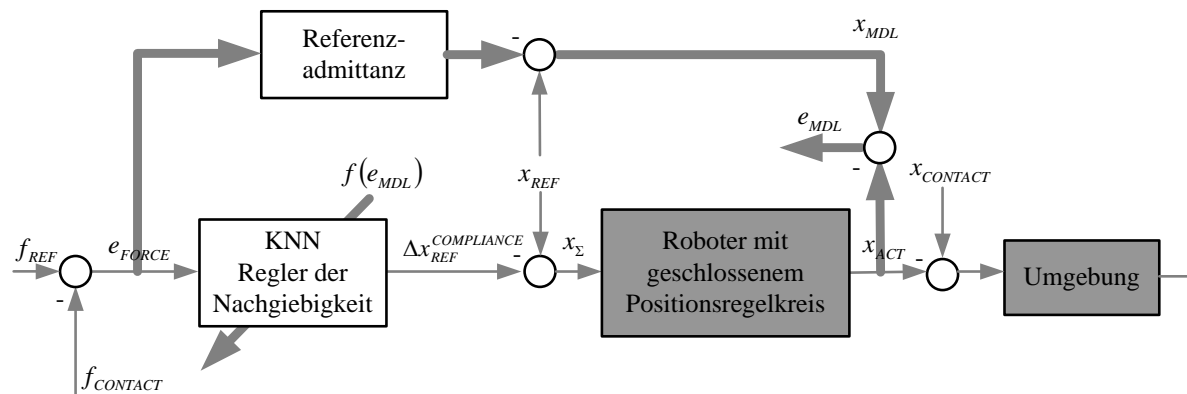 Referenz-
admittanz
-
x_MDL
e_MDL
-
f(e_MDL)
x_REF
x_CONTACT
f_REF
e_FORCE
-
KNN
Regler der
Nachgiebigkeit
Δx_REF^COMPLIANCE
-
x_Σ
Roboter mit
geschlossenem
Positionsregelkreis
x_ACT
-
Umgebung
f_CONTACT